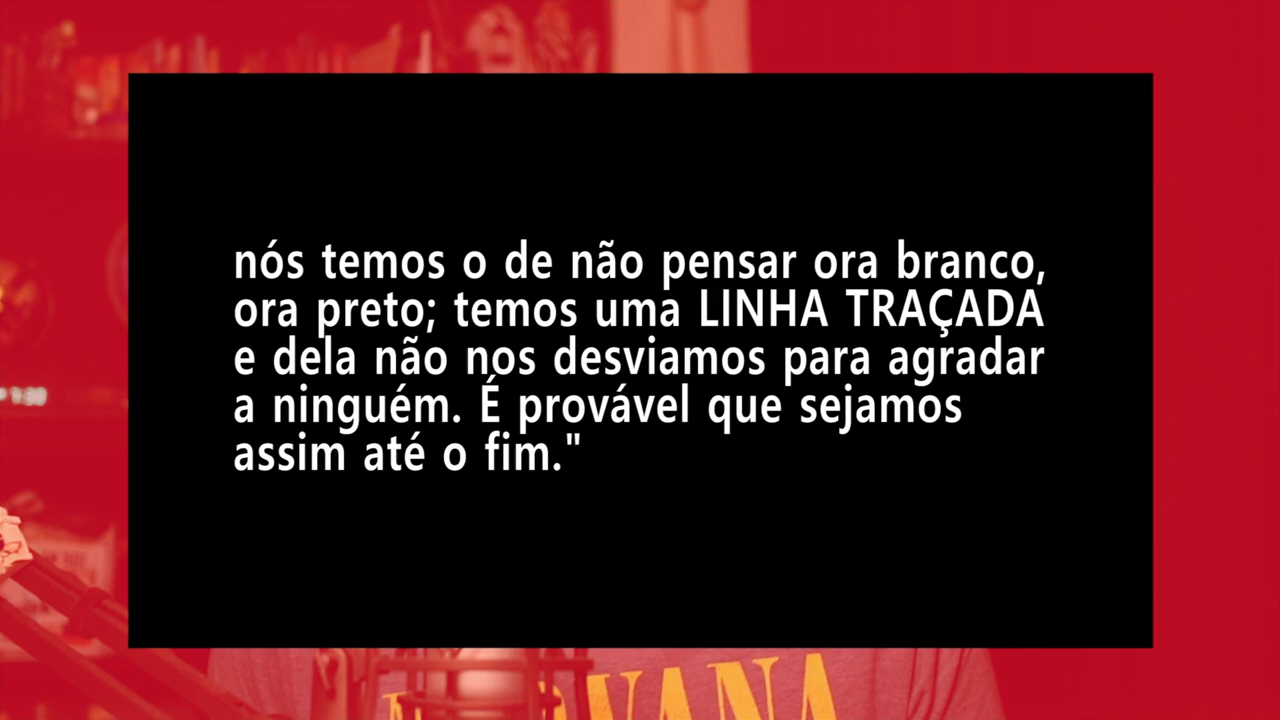 nós temos o de não pensar ora branco,
ora preto; temos uma LINHA TRAÇADA
e dela não nos desviamos para agradar
a ninguém. É provável que sejamos
assim até o fim."